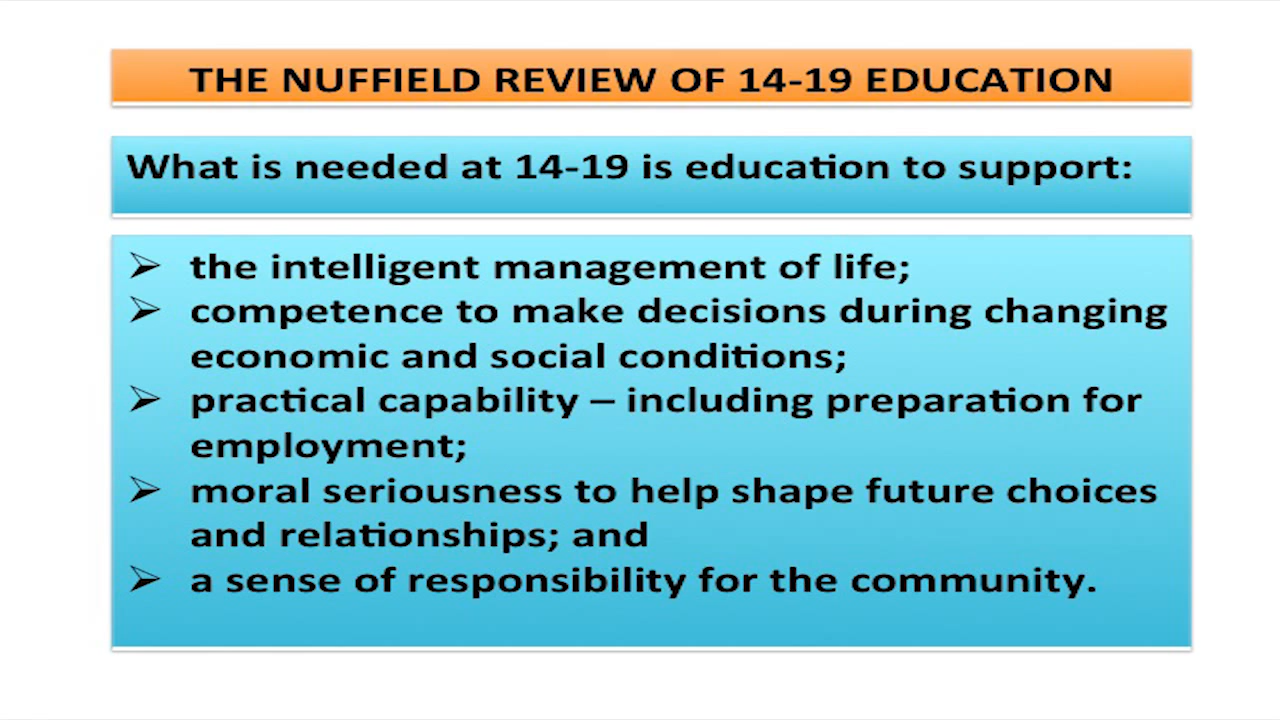 THE NUFFIELD REVIEW OF 14-19 EDUCATION
What is needed at 14-19 is education to support:
➢ the intelligent management of life;
➢ competence to make decisions during changing
economic and social conditions;
➢ practical capability – including preparation for
employment;
➢ moral seriousness to help shape future choices
and relationships; and
➢ a sense of responsibility for the community.